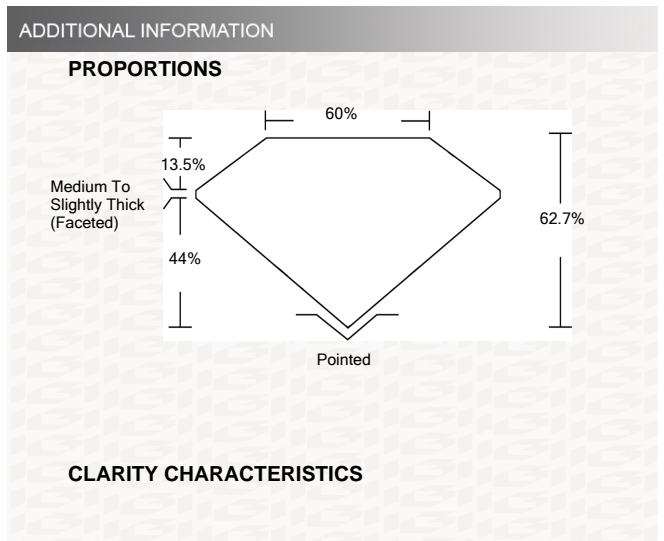 ADDITIONAL INFORMATION
PROPORTIONS
60%
13.5%
Medium To
Slightly Thick
(Faceted)
62.7%
44%
Pointed
CLARITY CHARACTERISTICS